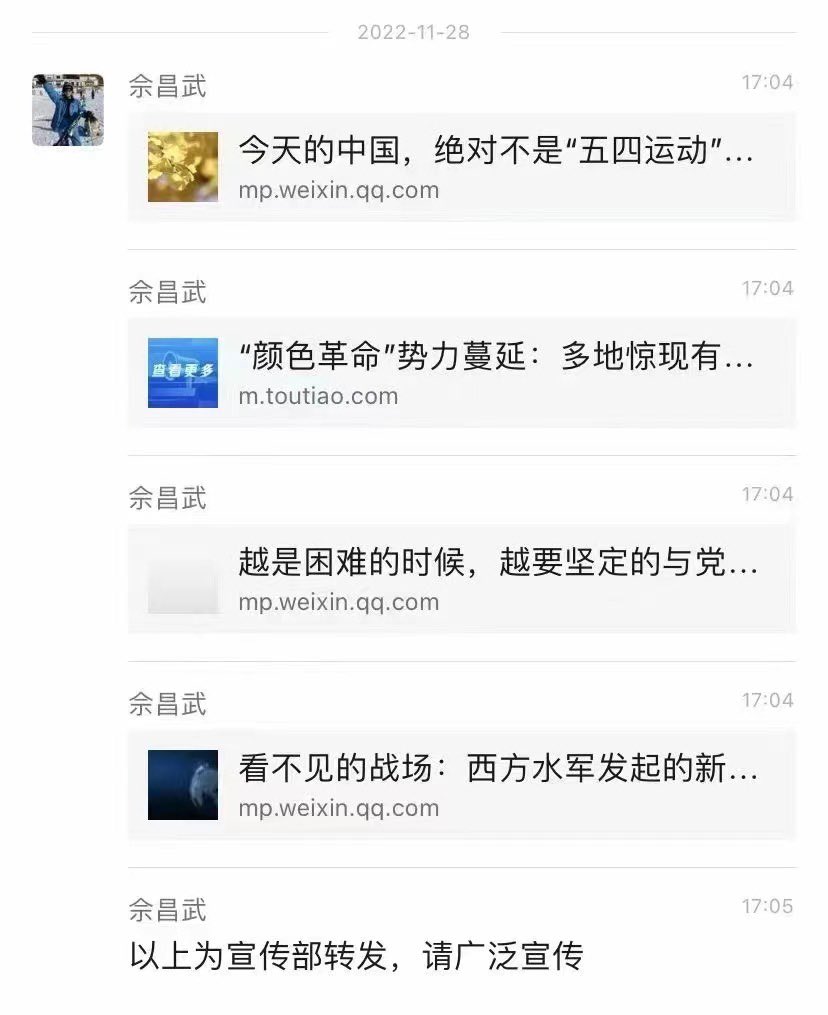 2022-11-28
佘昌武 17:04
今天的中国，绝对不是“五四运动”...
mp.weixin.qq.com
佘昌武 17:04
查看更多
“颜色革命”势力蔓延：多地惊现有...
m.toutiao.com
佘昌武 17:04
越是困难的时候，越要坚定的与党...
mp.weixin.qq.com
佘昌武 17:04
看不见的战场：西方水军发起的新...
mp.weixin.qq.com
佘昌武 17:05
以上为宣传部转发，请广泛宣传